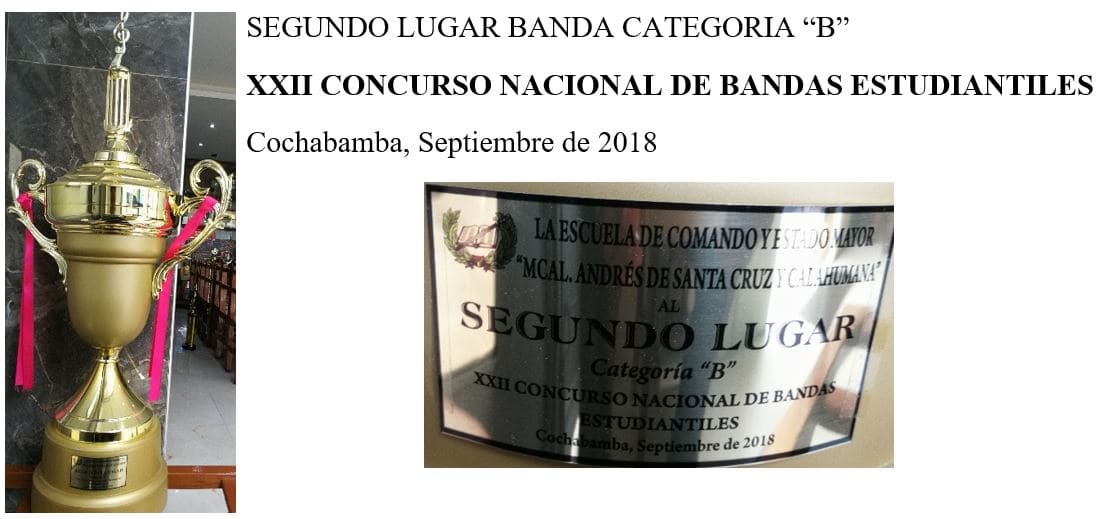 SEGUNDO LUGAR BANDA CATEGORIA “B”
XXII CONCURSO NACIONAL DE BANDAS ESTUDIANTILES
Cochabamba, Septiembre de 2018
LA ESCUELA DE COMANDO Y ESTADO MAYOR
“MCAL. ANDRÉS DE SANTA CRUZ Y CALAHUMANA”
AL
SEGUNDO LUGAR
Categoría “B”
XXII CONCURSO NACIONAL DE BANDAS
ESTUDIANTILES
Cochabamba, Septiembre de 2018